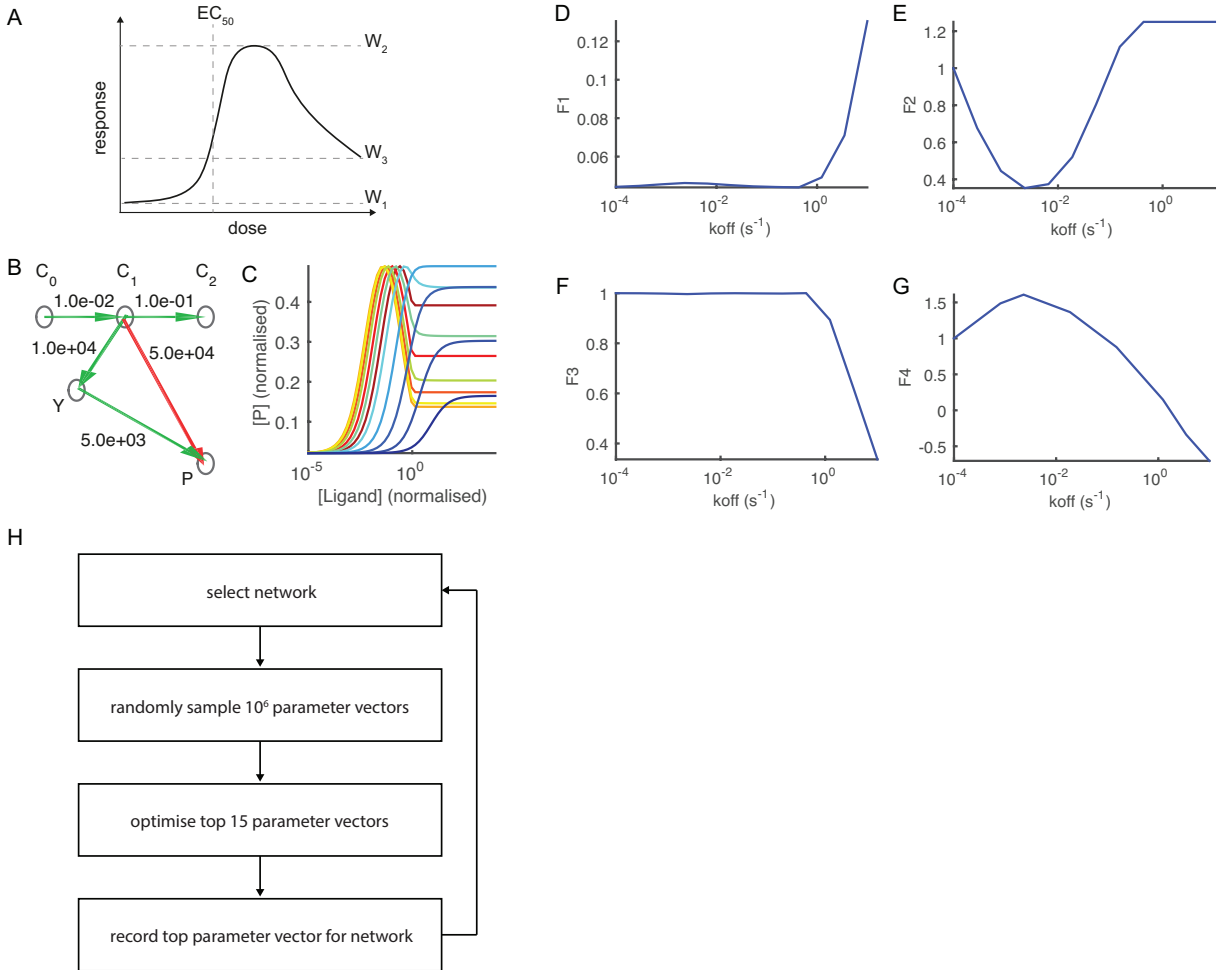 A
EC50
W2
W3
W1
response
dose
B
C0 C1 C2
1.0e-02 1.0e-01
1.0e+04 5.0e+04
Y
5.0e+03
P
C
[P] (normalised)
0.4
0.3
0.2
0.1
10-5 100
[Ligand] (normalised)
D
F1
0.12
0.1
0.08
0.06
10-4 10-2 100
koff (s-1)
E
F2
1.2
1
0.8
0.6
0.4
10-4 10-2 100
koff (s-1)
F
F3
1
0.8
0.6
0.4
10-4 10-2 100
koff (s-1)
G
F4
1.5
1
0.5
0
-0.5
10-4 10-2 100
koff (s-1)
H
select network
randomly sample 10⁶ parameter vectors
optimise top 15 parameter vectors
record top parameter vector for network